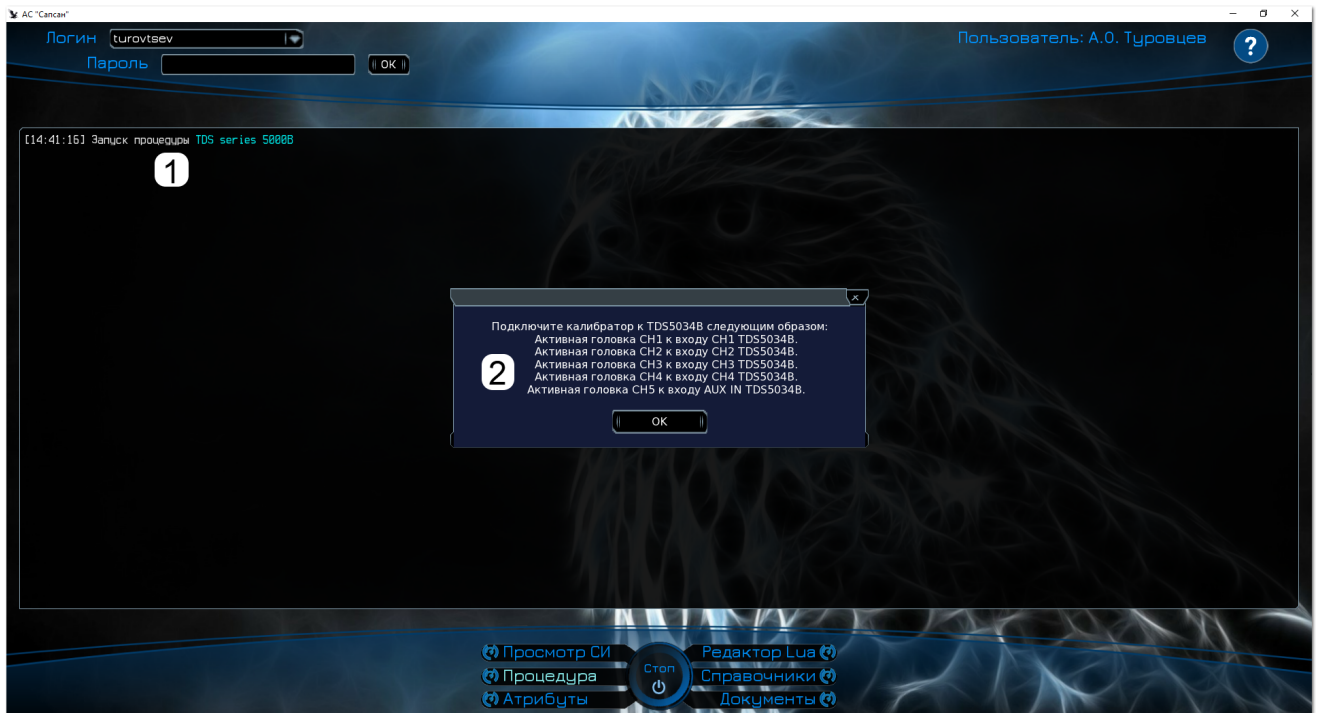 АС "Сапсан"
Логин turovtsev
Пользователь: А.О. Туровцев
?
Пароль
OK
[14:41:16] Запуск процедуры TDS series 5000B
1
Подключите калибратор к TDS5034B следующим образом:
Активная головка CH1 к входу CH1 TDS5034B.
Активная головка CH2 к входу CH2 TDS5034B.
Активная головка CH3 к входу CH3 TDS5034B.
Активная головка CH4 к входу CH4 TDS5034B.
Активная головка CH5 к входу AUX IN TDS5034B.
2
OK
Просмотр СИ
Процедура
Атрибуты
Стоп
Редактор Lua
Справочники
Документы